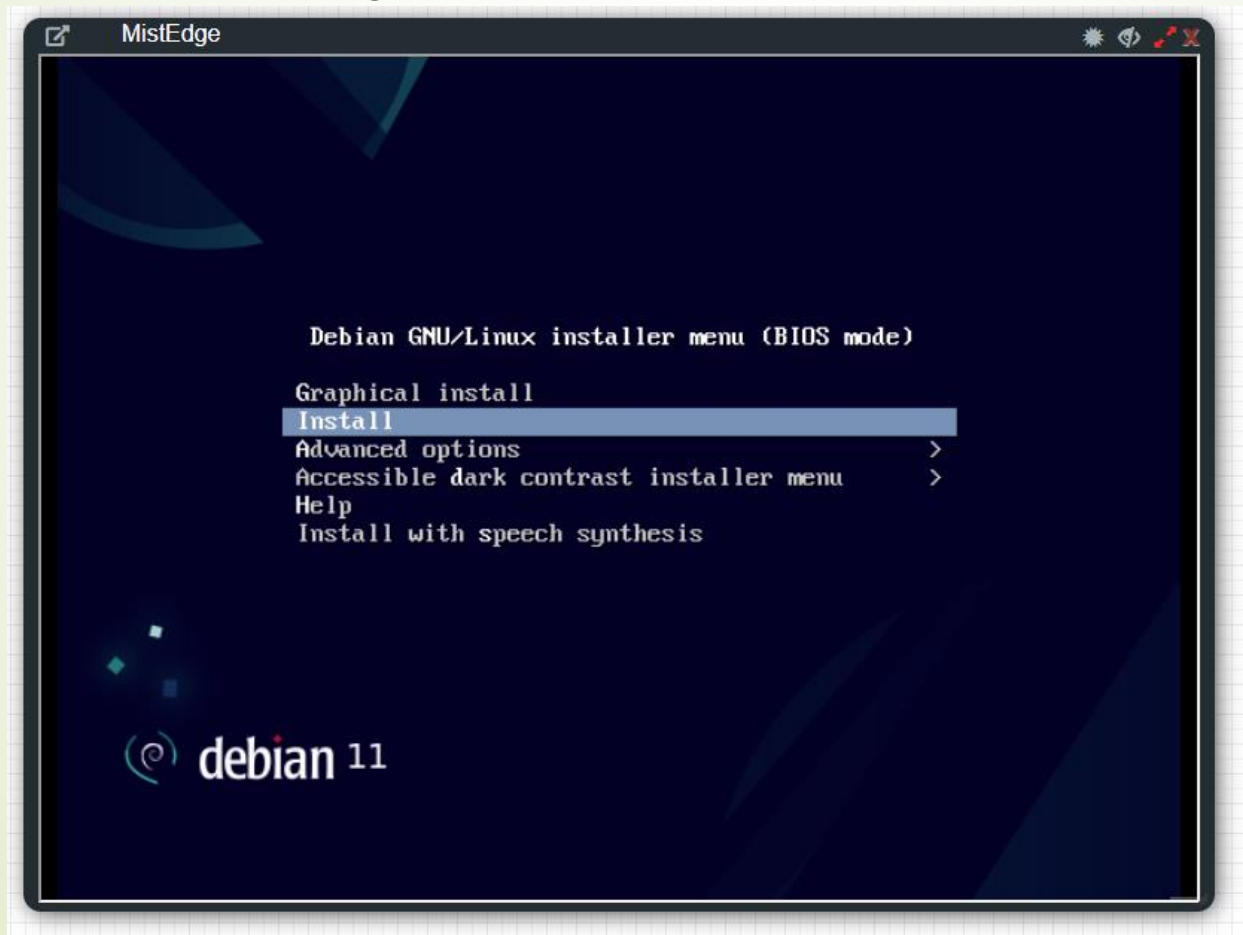 MistEdge
Debian GNU/Linux installer menu (BIOS mode)
Graphical install
Install
Advanced options >
Accessible dark contrast installer menu >
Help
Install with speech synthesis
debian 11